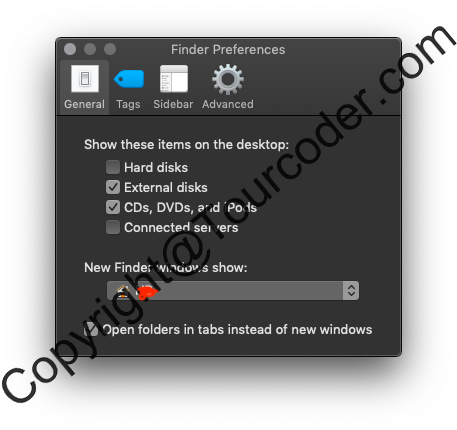 Finder Preferences
General Tags Sidebar Advanced
Show these items on the desktop:
Hard disks
External disks
CDs, DVDs, and iPods
Connected servers
New Finder windows show:
Open folders in tabs instead of new windows
Copyright@Tourcoder.com